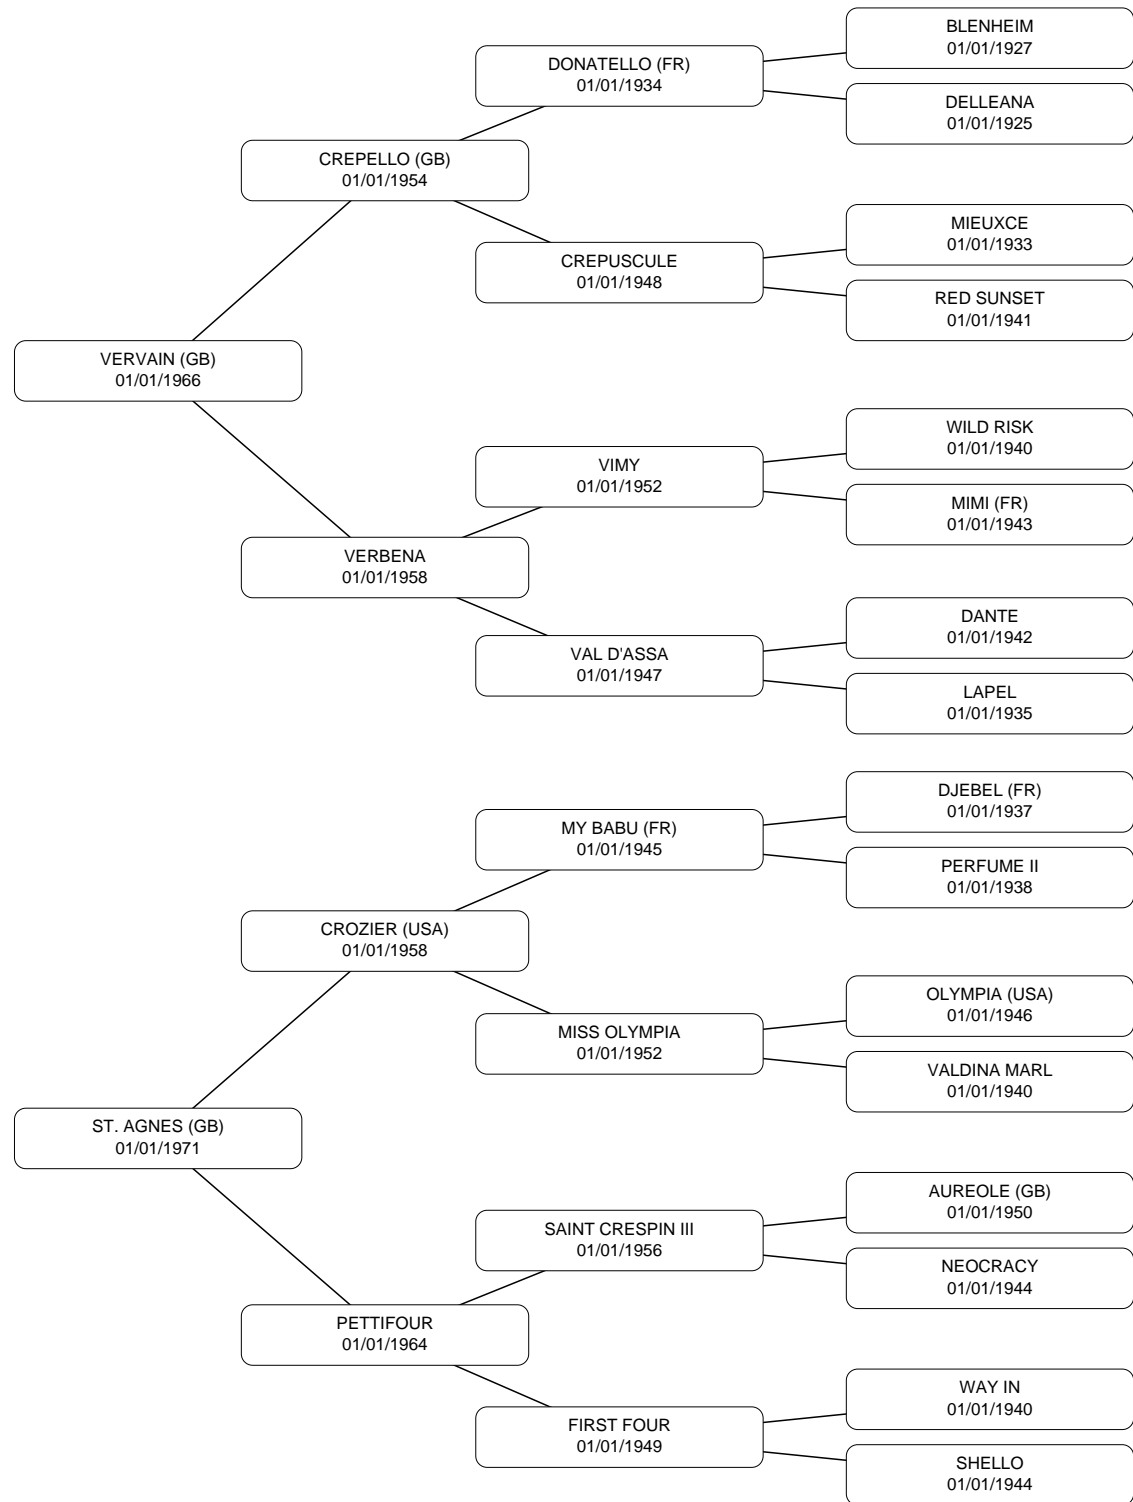 BLENHEIM
01/01/1927
DONATELLO (FR)
01/01/1934
DELLEANA
01/01/1925
CREPELLO (GB)
01/01/1954
MIEUXCE
01/01/1933
CREPUSCULE
01/01/1948
RED SUNSET
01/01/1941
VERVAIN (GB)
01/01/1966
WILD RISK
01/01/1940
VIMY
01/01/1952
MIMI (FR)
01/01/1943
VERBENA
01/01/1958
DANTE
01/01/1942
VAL D'ASSA
01/01/1947
LAPEL
01/01/1935
DJEBEL (FR)
01/01/1937
MY BABU (FR)
01/01/1945
PERFUME II
01/01/1938
CROZIER (USA)
01/01/1958
OLYMPIA (USA)
01/01/1946
MISS OLYMPIA
01/01/1952
VALDINA MARL
01/01/1940
ST. AGNES (GB)
01/01/1971
AUREOLE (GB)
01/01/1950
SAINT CRESPIN III
01/01/1956
NEOCRACY
01/01/1944
PETTIFOUR
01/01/1964
WAY IN
01/01/1940
FIRST FOUR
01/01/1949
SHELLO
01/01/1944